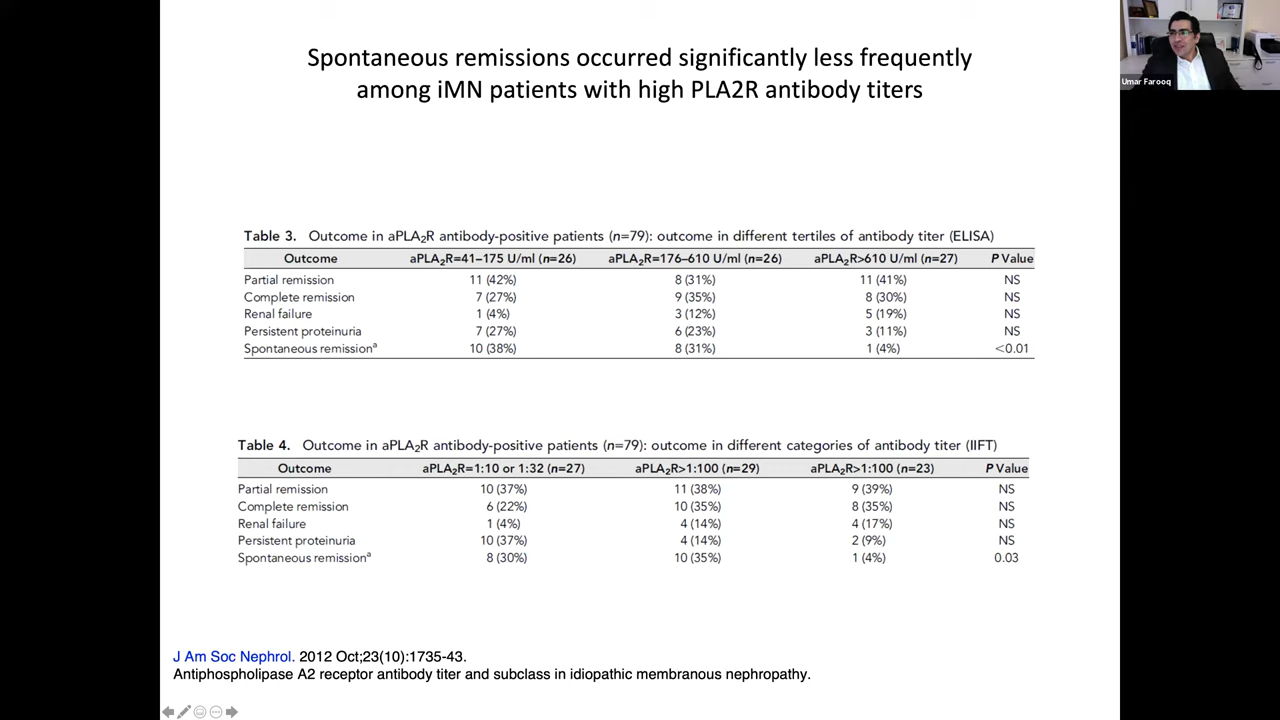 Spontaneous remissions occurred significantly less frequently
among iMN patients with high PLA2R antibody titers
Umar Farooq
Table 3. Outcome in aPLA2R antibody-positive patients (n=79): outcome in different tertiles of antibody titer (ELISA)
Outcome aPLA2R=41–175 U/ml (n=26) aPLA2R=176–610 U/ml (n=26) aPLA2R>610 U/ml (n=27) P Value
Partial remission 11 (42%) 8 (31%) 11 (41%) NS
Complete remission 7 (27%) 9 (35%) 8 (30%) NS
Renal failure 1 (4%) 3 (12%) 5 (19%) NS
Persistent proteinuria 7 (27%) 6 (23%) 3 (11%) NS
Spontaneous remissionᵃ 10 (38%) 8 (31%) 1 (4%) <0.01
Table 4. Outcome in aPLA2R antibody-positive patients (n=79): outcome in different categories of antibody titer (IIFT)
Outcome aPLA2R=1:10 or 1:32 (n=27) aPLA2R>1:100 (n=29) aPLA2R>1:100 (n=23) P Value
Partial remission 10 (37%) 11 (38%) 9 (39%) NS
Complete remission 6 (22%) 10 (35%) 8 (35%) NS
Renal failure 1 (4%) 4 (14%) 4 (17%) NS
Persistent proteinuria 10 (37%) 4 (14%) 2 (9%) NS
Spontaneous remissionᵃ 8 (30%) 10 (35%) 1 (4%) 0.03
J Am Soc Nephrol. 2012 Oct;23(10):1735-43.
Antiphospholipase A2 receptor antibody titer and subclass in idiopathic membranous nephropathy.